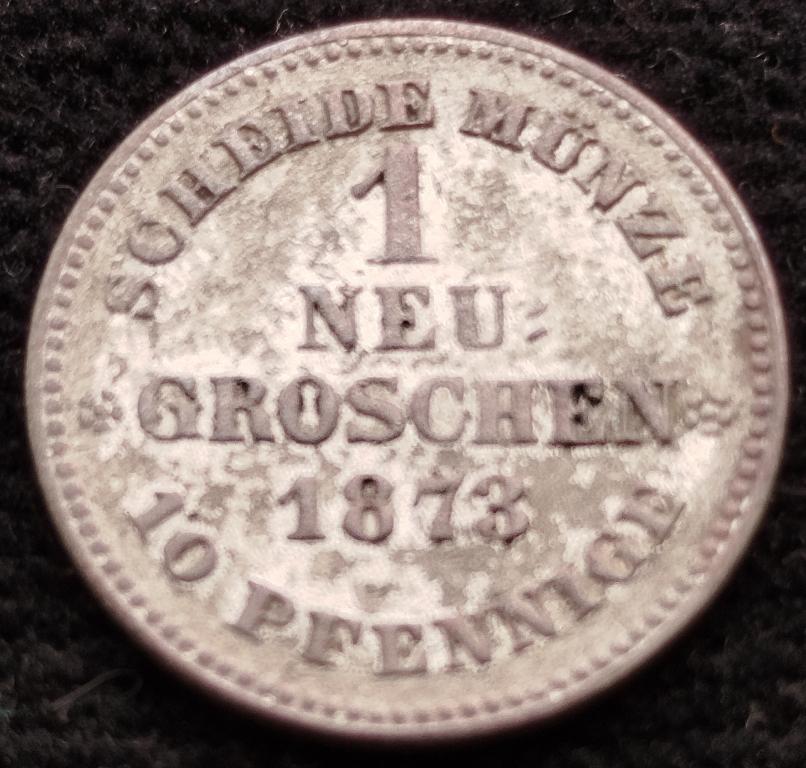 SCHEIDE MÜNZE
1
NEU=
GROSCHEN
1873
10 PFENNIGE